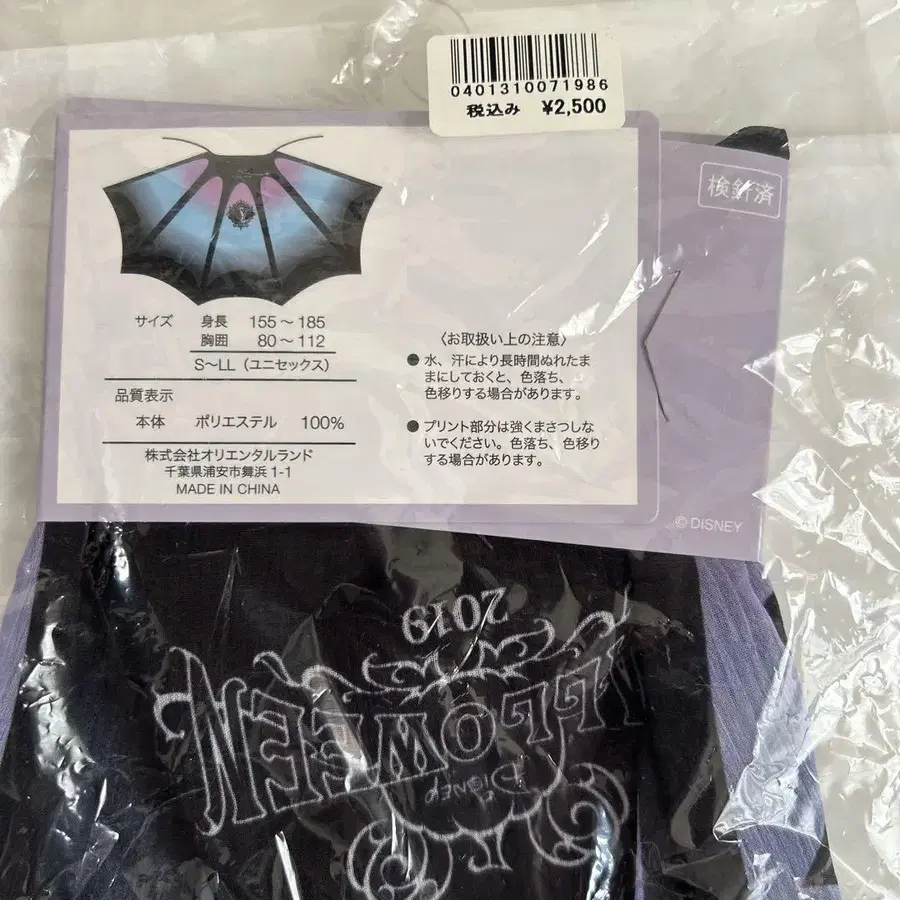 0401310071986
税込み ¥2,500
検針済
サイズ 身長 155～185
胸囲 80～112
S～LL（ユニセックス）
品質表示
本体 ポリエステル 100%
株式会社オリエンタルランド
千葉県浦安市舞浜 1-1
MADE IN CHINA
〈お取扱い上の注意〉
● 水、汗により長時間ぬれたま
まにしておくと、色落ち、
色移りする場合があります。
● プリント部分は強くまさつしな
いでください。色落ち、色移り
する場合があります。
© DISNEY
2019
LLOWEEN
DISNEY